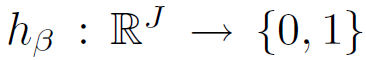 h_β : ℝ^J → {0, 1}